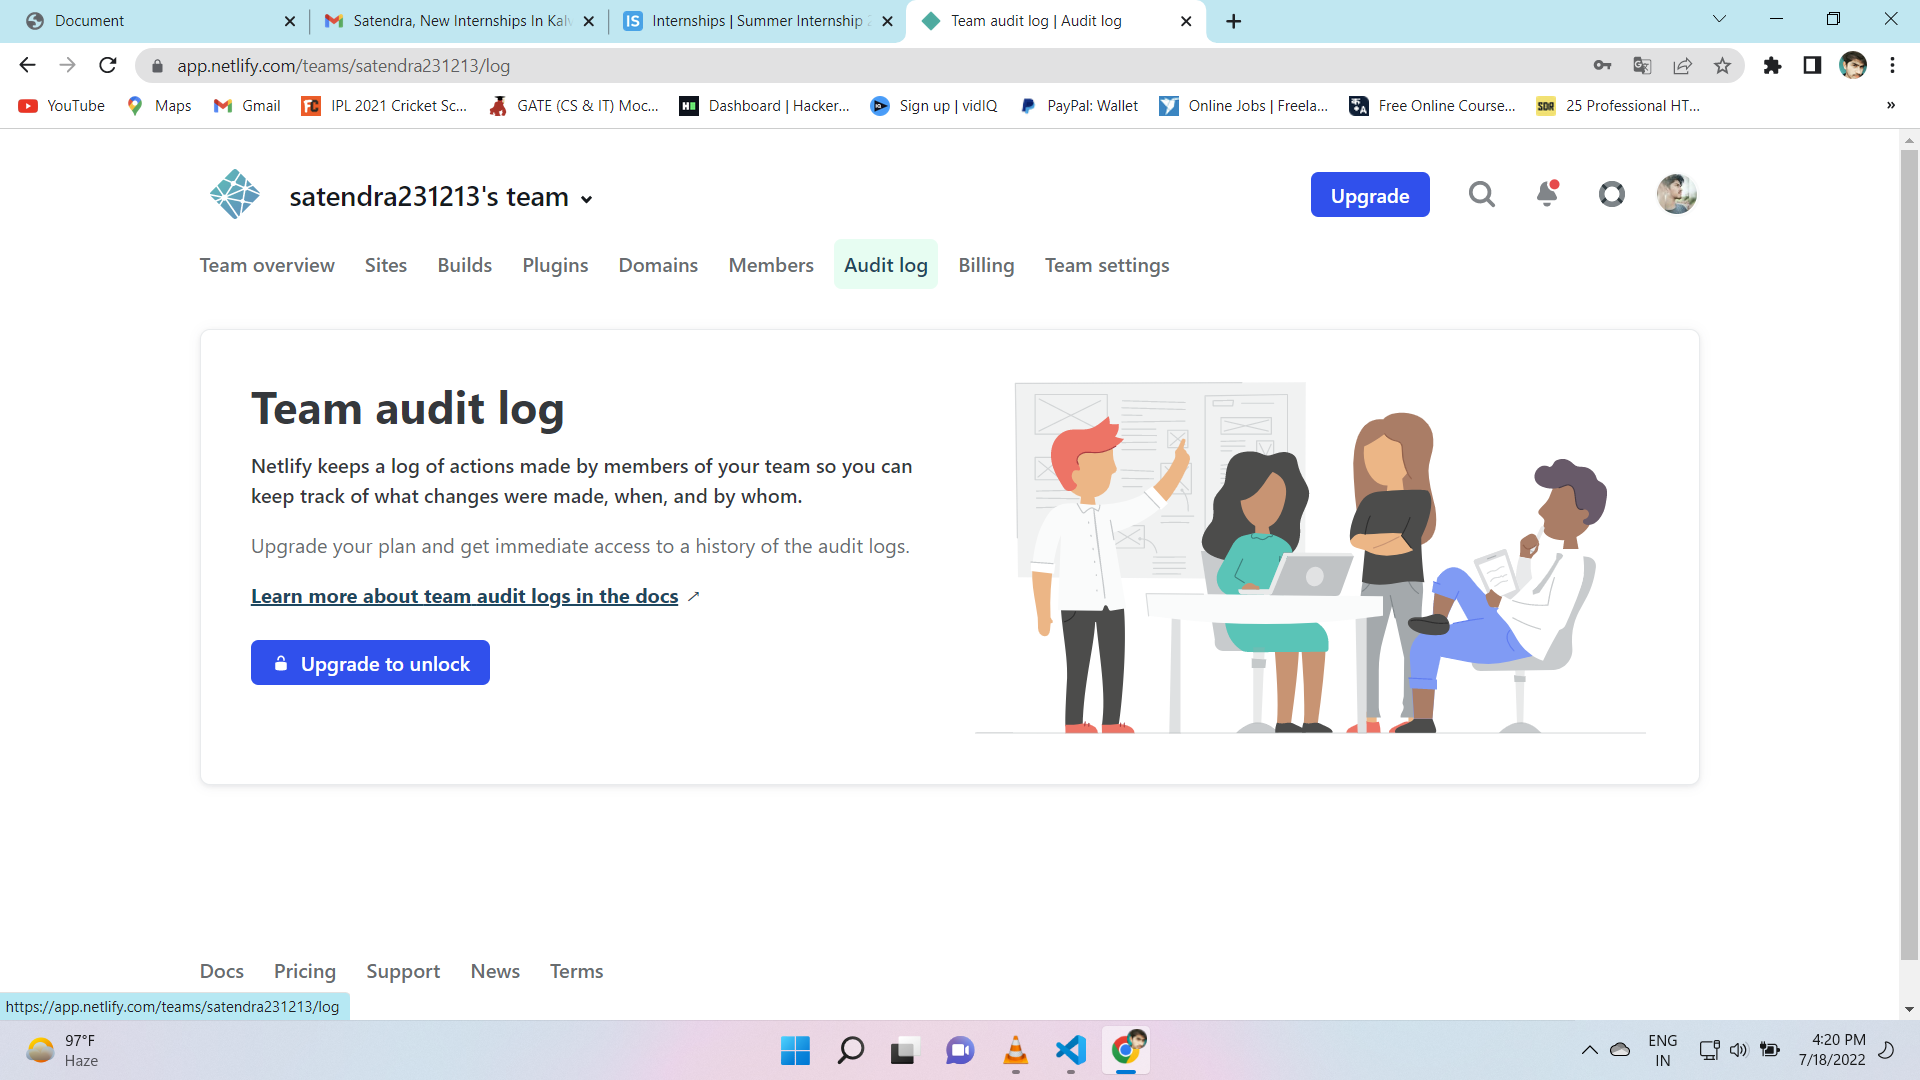 Document
Satendra, New Internships In Kalv
IS
Internships | Summer Internship 2
Team audit log | Audit log
app.netlify.com/teams/satendra231213/log
YouTube
Maps
Gmail
IPL 2021 Cricket Sc...
GATE (CS & IT) Moc...
Dashboard | Hacker...
Sign up | vidIQ
PayPal: Wallet
Online Jobs | Freela...
Free Online Course...
SDR
25 Professional HT...
»
satendra231213's team
Upgrade
Team overview
Sites
Builds
Plugins
Domains
Members
Audit log
Billing
Team settings
Team audit log
Netlify keeps a log of actions made by members of your team so you can
keep track of what changes were made, when, and by whom.
Upgrade your plan and get immediate access to a history of the audit logs.
Learn more about team audit logs in the docs
Upgrade to unlock
Docs
Pricing
Support
News
Terms
https://app.netlify.com/teams/satendra231213/log
97°F
Haze
ENG
IN
4:20 PM
7/18/2022